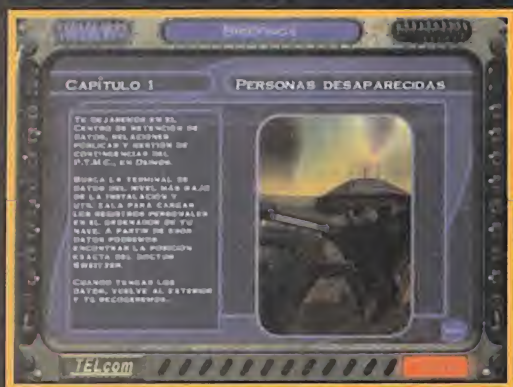 BRIEFINGS
CAPÍTULO 1
PERSONAS DESAPARECIDAS
TE DEJAREMOS EN EL
CENTRO DE RETENCIÓN DE
DATOS, RELACIONES
PÚBLICAS Y GESTIÓN DE
CONTINGENCIAS DEL
P.T.M.C., EN DEIMOS.
BUSCA LA TERMINAL DE
DATOS DEL NIVEL MÁS BAJO
DE LA INSTALACIÓN Y
UTILÍZALA PARA CARGAR
LOS REGISTROS PERSONALES
EN EL ORDENADOR DE TU
NAVE. A PARTIR DE ESOS
DATOS PODREMOS
ENCONTRAR LA POSICIÓN
EXACTA DEL DOCTOR
SWEITZER.
CUANDO TENGAS LOS
DATOS, VUELVE AL EXTERIOR
Y TE RECOGEREMOS.
TELcom